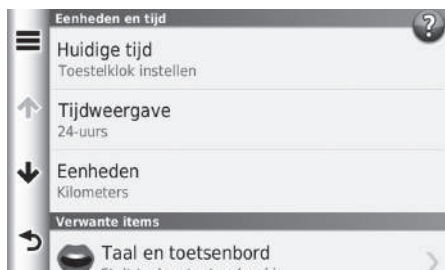 Eenheden en tijd
?
Huidige tijd
Toestelklok instellen
Tijdweergave
24-uurs
Eenheden
Kilometers
Verwante items
Taal en toetsenbord